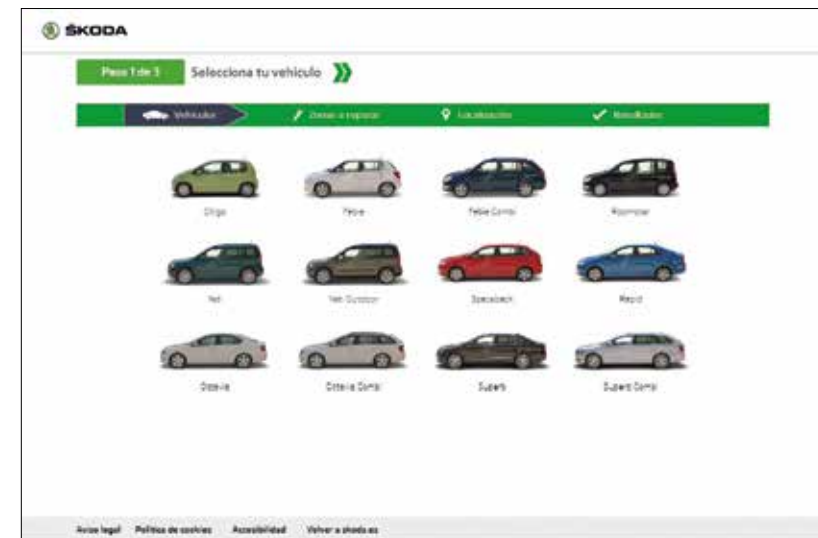 ŠKODA
Paso 1 de 3 Selecciona tu vehículo
Vehículo Zonas a reparar Localización Resultado
Citigo Fabia Fabia Combi Roomster
Yeti Yeti Outdoor Spaceback Rapid
Octavia Octavia Combi Superb Superb Combi
Aviso legal Política de cookies Accesibilidad Volver a skoda.es